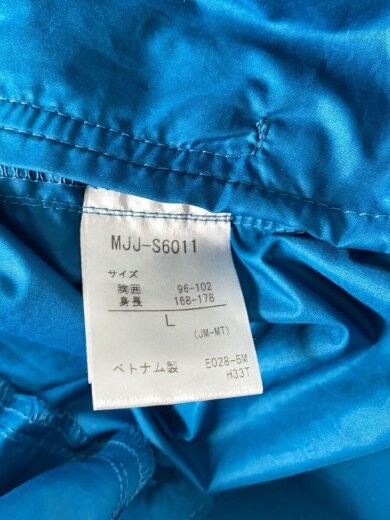 MJJ-S6011
サイズ
胸囲 96-102
身長 168-178
L
(JM-MT)
ベトナム製 E028-5M
H33T